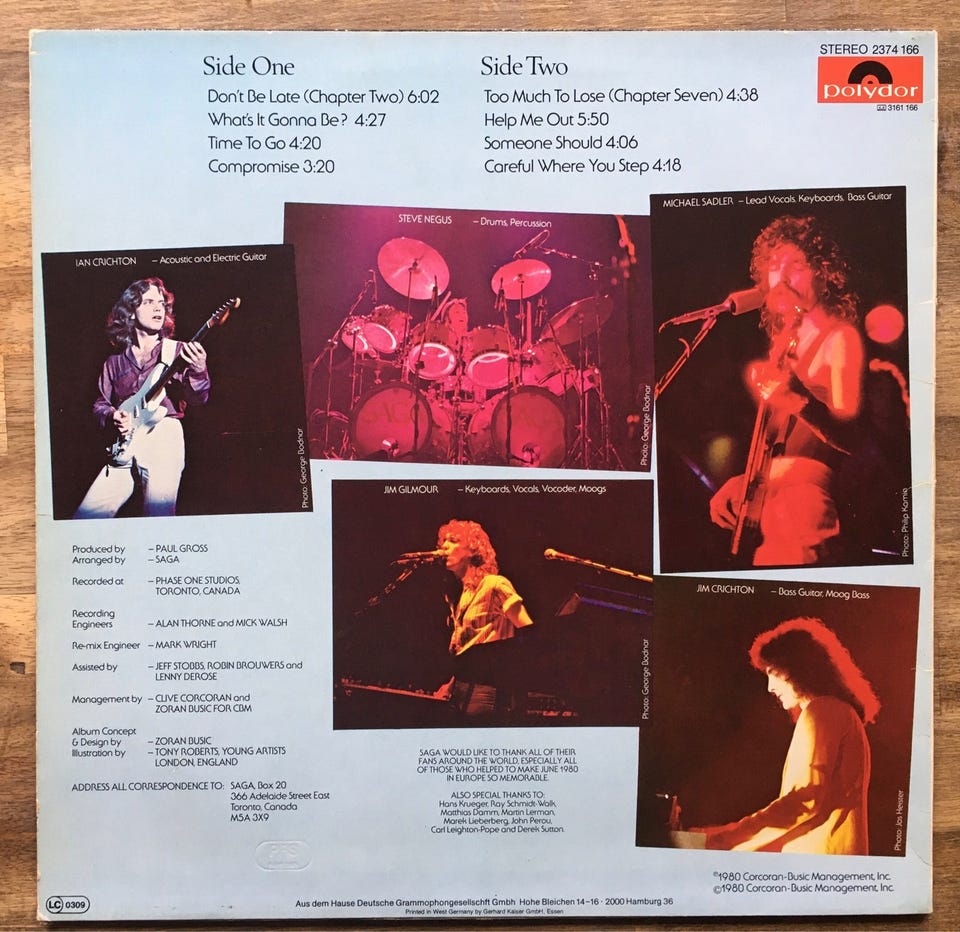 STEREO 2374 166
polydor
3161 166
Side One
Don't Be Late (Chapter Two) 6:02
What's It Gonna Be? 4:27
Time To Go 4:20
Compromise 3:20
Side Two
Too Much To Lose (Chapter Seven) 4:38
Help Me Out 5:50
Someone Should 4:06
Careful Where You Step 4:18
IAN CRICHTON – Acoustic and Electric Guitar
Photo: George Bodnar
STEVE NEGUS – Drums, Percussion
Photo: George Bodnar
MICHAEL SADLER – Lead Vocals, Keyboards, Bass Guitar
Photo: Philip Kamie
JIM GILMOUR – Keyboards, Vocals, Vocoder, Moogs
Photo: George Bodnar
JIM CRICHTON – Bass Guitar, Moog Bass
Photo: Jas Heister
Produced by – PAUL GROSS
Arranged by – SAGA
Recorded at – PHASE ONE STUDIOS,
TORONTO, CANADA
Recording
Engineers – ALAN THORNE and MICK WALSH
Re-mix Engineer – MARK WRIGHT
Assisted by – JEFF STOBBS, ROBIN BROUWERS and
LENNY DEROSE
Management by – CLIVE CORCORAN and
ZORAN BUSIC FOR CBM
Album Concept
& Design by – ZORAN BUSIC
Illustration by – TONY ROBERTS, YOUNG ARTISTS
LONDON, ENGLAND
ADDRESS ALL CORRESPONDENCE TO: SAGA, Box 20
366 Adelaide Street East
Toronto, Canada
M5A 3X9
SAGA WOULD LIKE TO THANK ALL OF THEIR
FANS AROUND THE WORLD. ESPECIALLY ALL
OF THOSE WHO HELPED TO MAKE JUNE 1980
IN EUROPE SO MEMORABLE.
ALSO SPECIAL THANKS TO:
Hans Krueger, Ray Schmidt-Walk,
Matthias Damm, Martin Lerman,
Marek Lieberberg, John Perou,
Carl Leighton-Pope and Derek Sutton.
℗1980 Corcoran-Busic Management, Inc.
©1980 Corcoran-Busic Management, Inc.
LC 0309
Aus dem Hause Deutsche Grammophongesellschft Gmbh Hohe Bleichen 14-16 · 2000 Hamburg 36
Printed in West Germany by Gerhard Kaiser GmbH, Essen